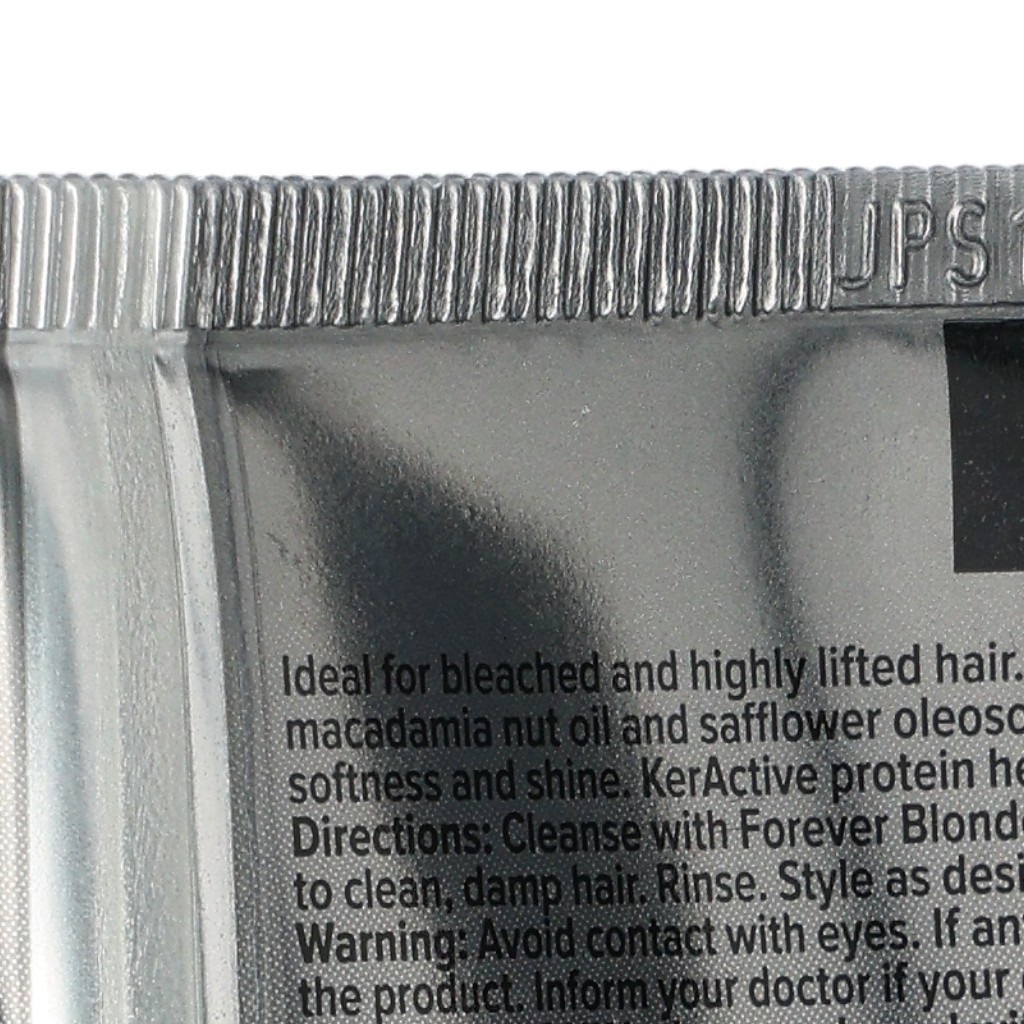 JPS
Ideal for bleached and highly lifted hair.
macadamia nut oil and safflower
softness and shine. KerActive protein
Directions: Cleanse with Forever
to clean, damp hair. Rinse. Style as
Warning: Avoid contact with eyes. If
the product. Inform your doctor if your